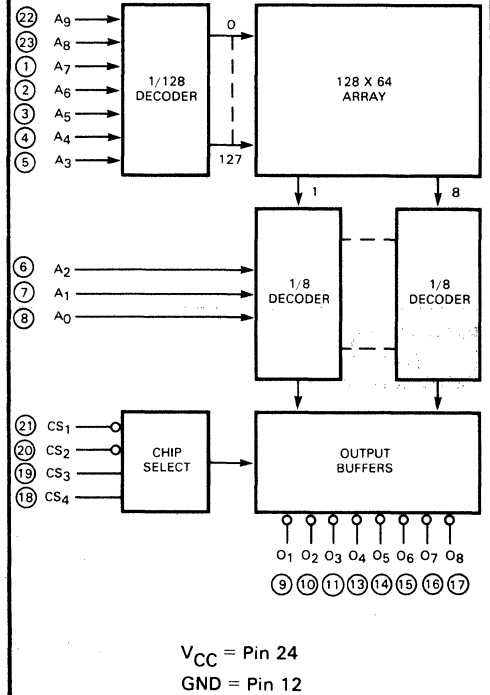 22 A9 0
23 A8
1 A7
2 A6 1/128 DECODER 128 X 64 ARRAY
3 A5
4 A4
5 A3 127
1 8
6 A2
7 A1 1/8 DECODER 1/8 DECODER
8 A0
21 CS1
20 CS2 CHIP SELECT OUTPUT BUFFERS
19 CS3
18 CS4
O1 O2 O3 O4 O5 O6 O7 O8
9 10 11 13 14 15 16 17
VCC = Pin 24
GND = Pin 12